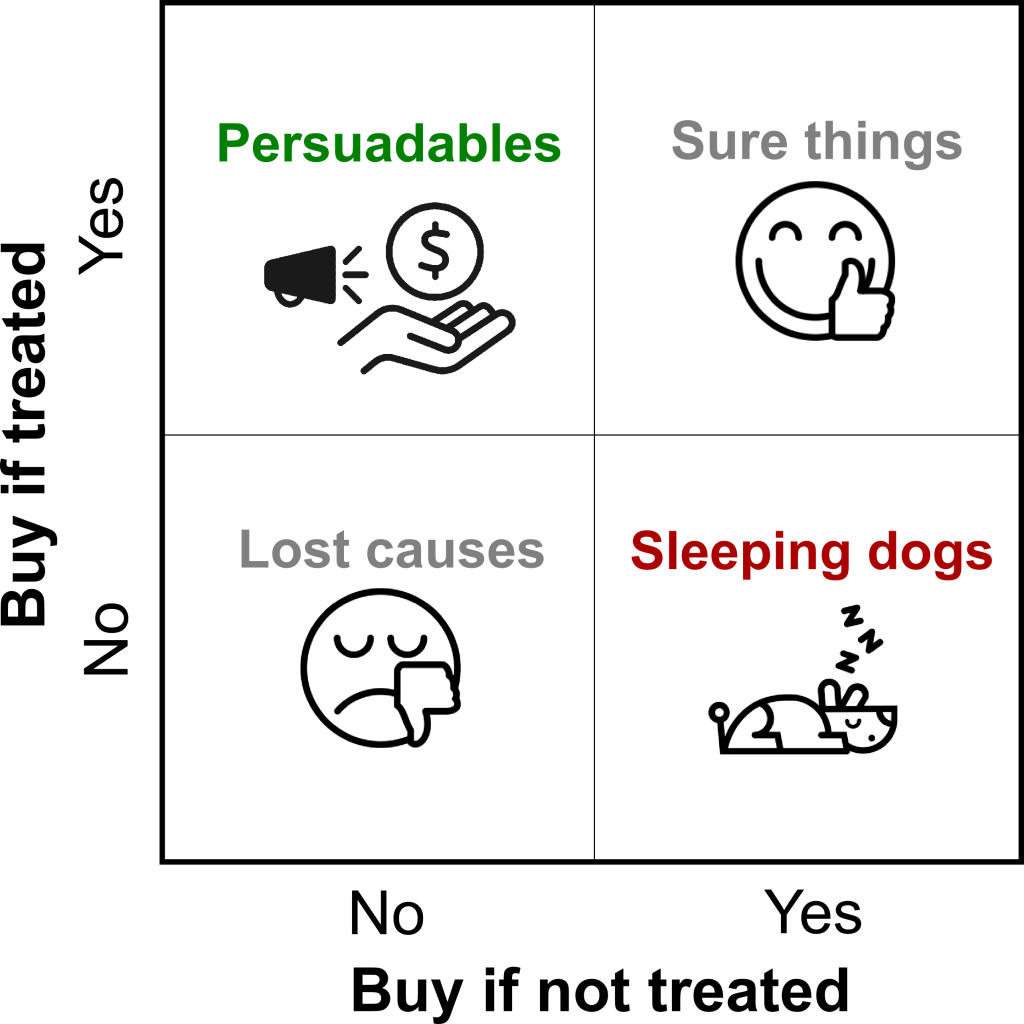 Persuadables
Sure things
Yes
Buy if treated
Lost causes
Sleeping dogs
z
z
z
No
No
Yes
Buy if not treated
$